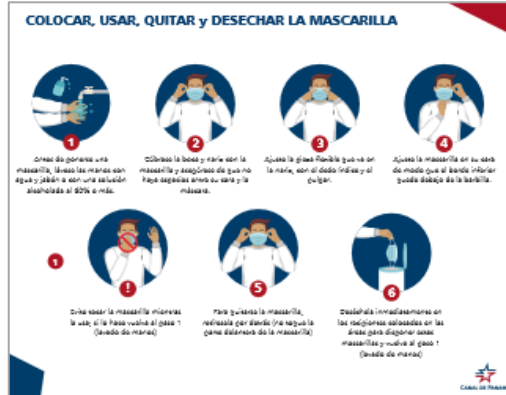 COLOCAR, USAR, QUITAR y DESECHAR LA MASCARILLA
1
2
3
4
Antes de ponerse una
mascarilla, lávese las manos con
agua y jabón o con una solución
alcoholada al 60% o más.
Cúbrase la boca y nariz con la
mascarilla y asegúrese de que no
haya espacios entre su cara y la
máscara.
Ajuste la pieza flexible que va en
la nariz, con el dedo índice y el
pulgar.
Ajuste la mascarilla en su cara
de modo que el borde inferior
quede debajo de la barbilla.
1
!
5
6
Evite tocar la mascarilla mientras
la usa; si lo hace vuelva al paso 1
(lavado de manos)
Para quitarse la mascarilla,
retíresela por detrás (no toque la
parte delantera de la mascarilla)
Deséchela inmediatamente en
los recipientes colocados en las
áreas para disponer estas
mascarillas y vuelva al paso 1
(lavado de manos)
CANAL DE PANAMÁ